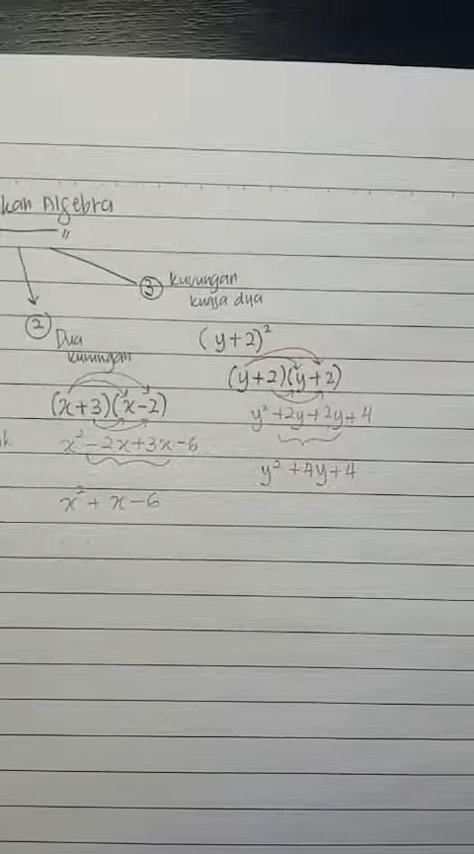 kan Algebra
③ kurungan
kuasa dua
② Dua
kurungan
(x+3)(x-2)
x²-2x+3x-6
x²+x-6
(y+2)²
(y+2)(y+2)
y²+2y+2y+4
y²+4y+4